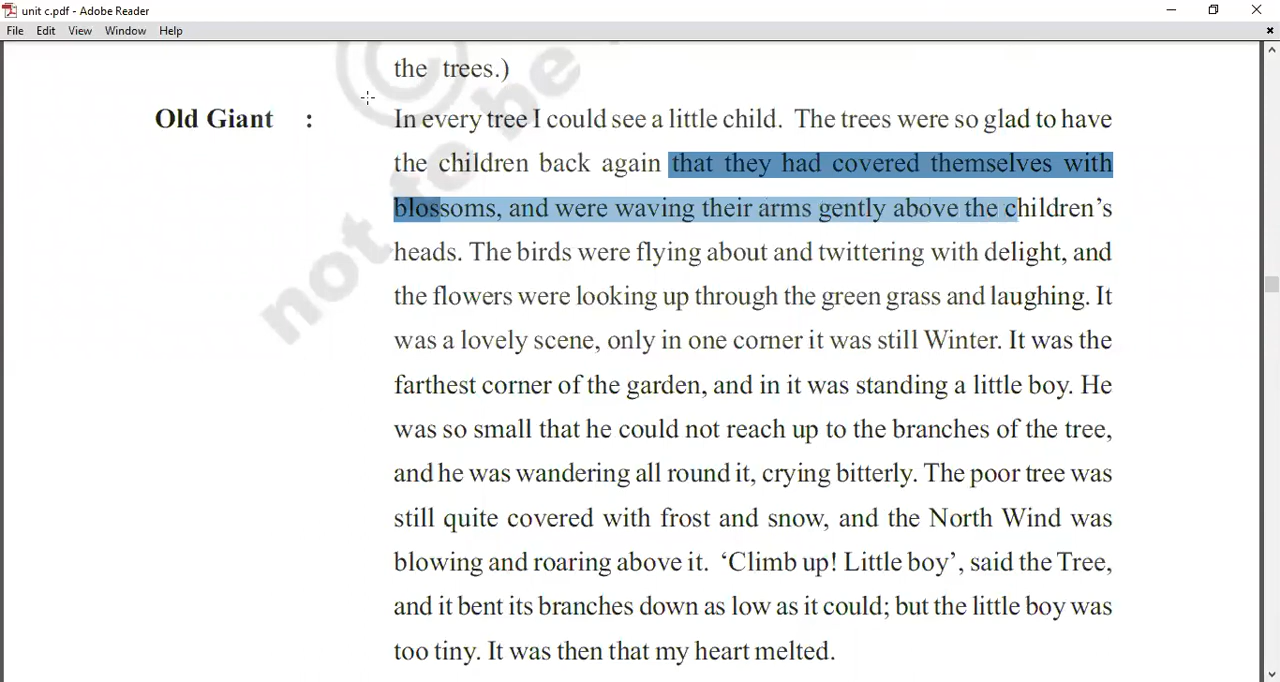 unit c.pdf - Adobe Reader
File Edit View Window Help
the trees.)
Old Giant : In every tree I could see a little child. The trees were so glad to have
the children back again that they had covered themselves with
blossoms, and were waving their arms gently above the children's
heads. The birds were flying about and twittering with delight, and
the flowers were looking up through the green grass and laughing. It
was a lovely scene, only in one corner it was still Winter. It was the
farthest corner of the garden, and in it was standing a little boy. He
was so small that he could not reach up to the branches of the tree,
and he was wandering all round it, crying bitterly. The poor tree was
still quite covered with frost and snow, and the North Wind was
blowing and roaring above it. ‘Climb up! Little boy’, said the Tree,
and it bent its branches down as low as it could; but the little boy was
too tiny. It was then that my heart melted.
©
not to be